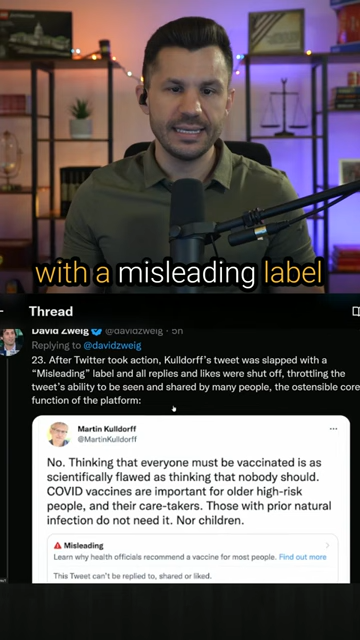 with a misleading label
Thread
David Zweig @davidzweig · 5h
Replying to @davidzweig
23. After Twitter took action, Kulldorff's tweet was slapped with a
“Misleading” label and all replies and likes were shut off, throttling
the tweet's ability to be seen and shared by many people, the ostensible core
function of the platform:
Martin Kulldorff
@MartinKulldorff
No. Thinking that everyone must be vaccinated is as
scientifically flawed as thinking that nobody should.
COVID vaccines are important for older high-risk
people, and their care-takers. Those with prior natural
infection do not need it. Nor children.
Misleading
Learn why health officials recommend a vaccine for most people. Find out more
This Tweet can't be replied to, shared or liked.